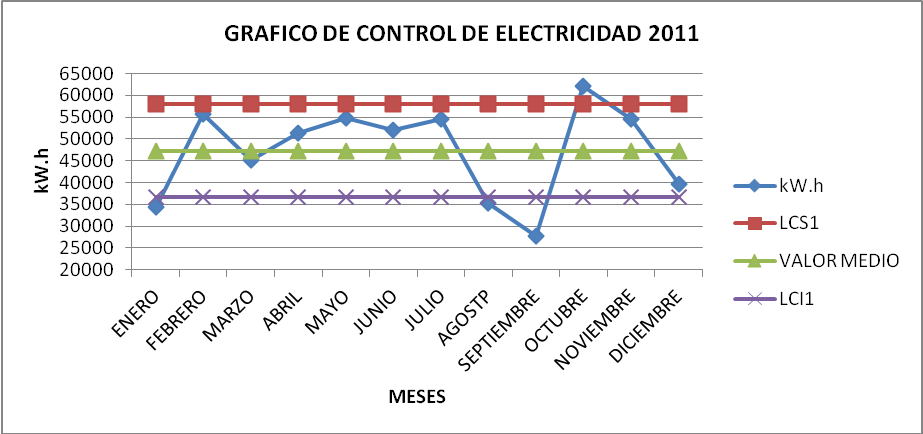 GRAFICO DE CONTROL DE ELECTRICIDAD 2011
kW.h
65000
60000
55000
50000
45000
40000
35000
30000
25000
20000
ENERO
FEBRERO
MARZO
ABRIL
MAYO
JUNIO
JULIO
AGOSTP
SEPTIEMBRE
OCTUBRE
NOVIEMBRE
DICIEMBRE
MESES
kW.h
LCS1
VALOR MEDIO
LCI1